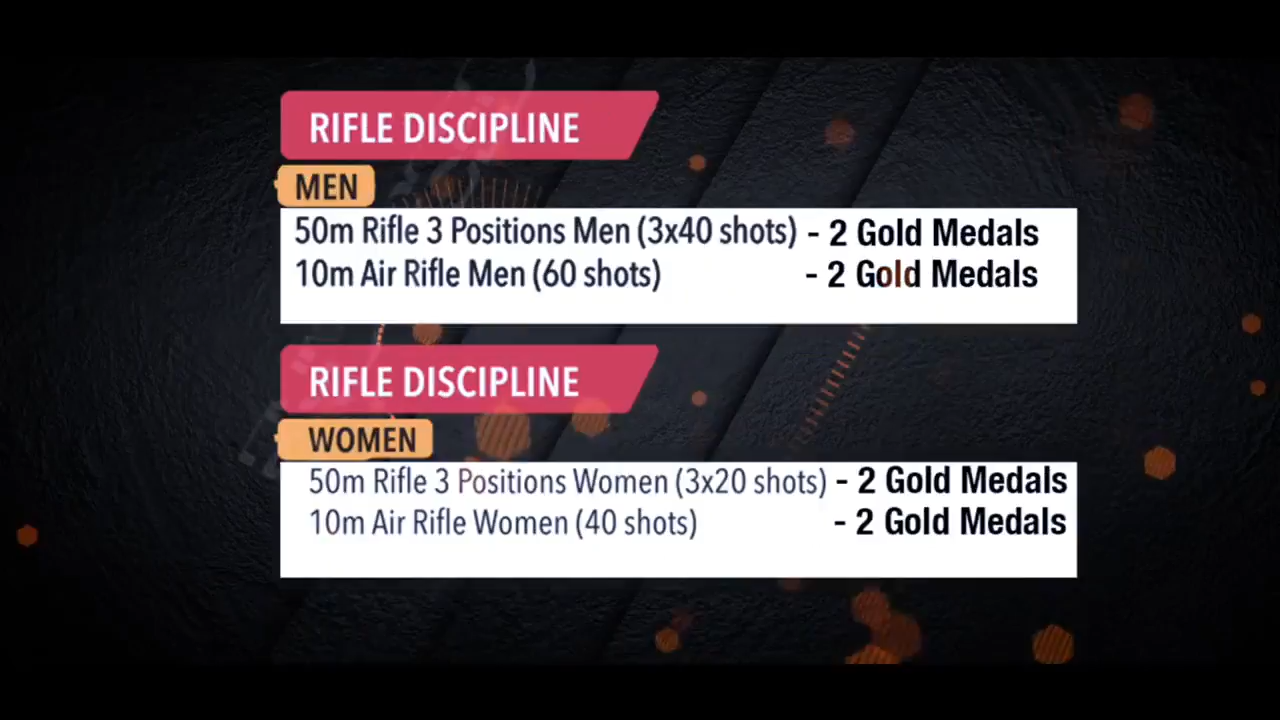 RIFLE DISCIPLINE
MEN
50m Rifle 3 Positions Men (3x40 shots) - 2 Gold Medals
10m Air Rifle Men (60 shots) - 2 Gold Medals
RIFLE DISCIPLINE
WOMEN
50m Rifle 3 Positions Women (3x20 shots) - 2 Gold Medals
10m Air Rifle Women (40 shots) - 2 Gold Medals